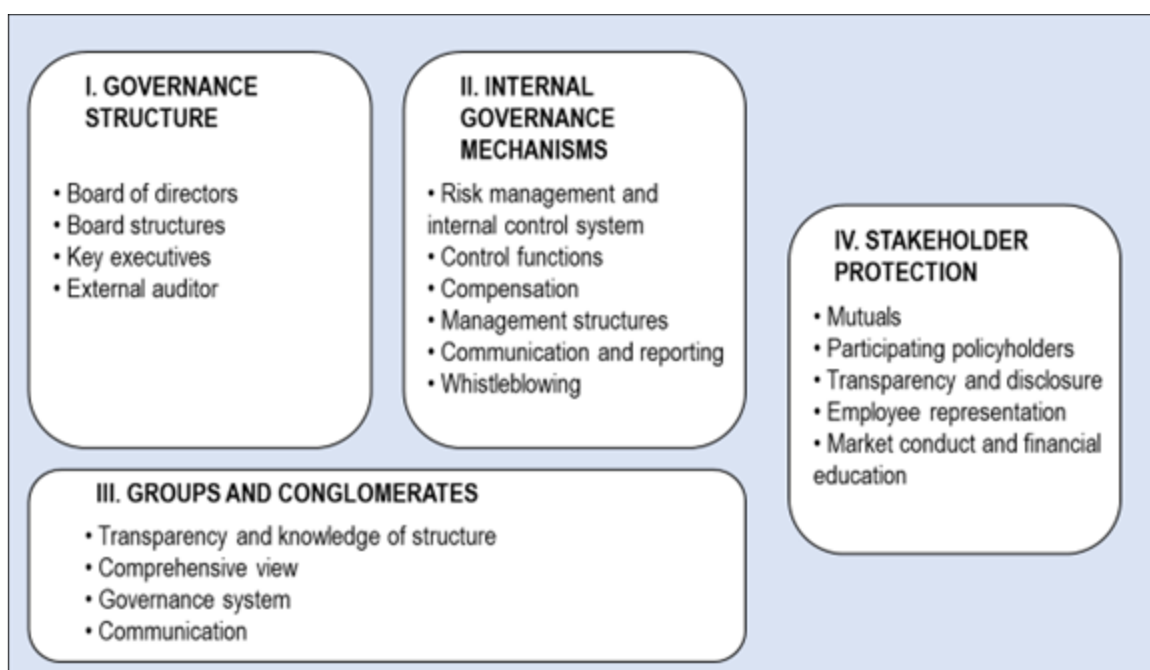 I. GOVERNANCE
STRUCTURE
• Board of directors
• Board structures
• Key executives
• External auditor
II. INTERNAL
GOVERNANCE
MECHANISMS
• Risk management and
internal control system
• Control functions
• Compensation
• Management structures
• Communication and reporting
• Whistleblowing
III. GROUPS AND CONGLOMERATES
• Transparency and knowledge of structure
• Comprehensive view
• Governance system
• Communication
IV. STAKEHOLDER
PROTECTION
• Mutuals
• Participating policyholders
• Transparency and disclosure
• Employee representation
• Market conduct and financial
education